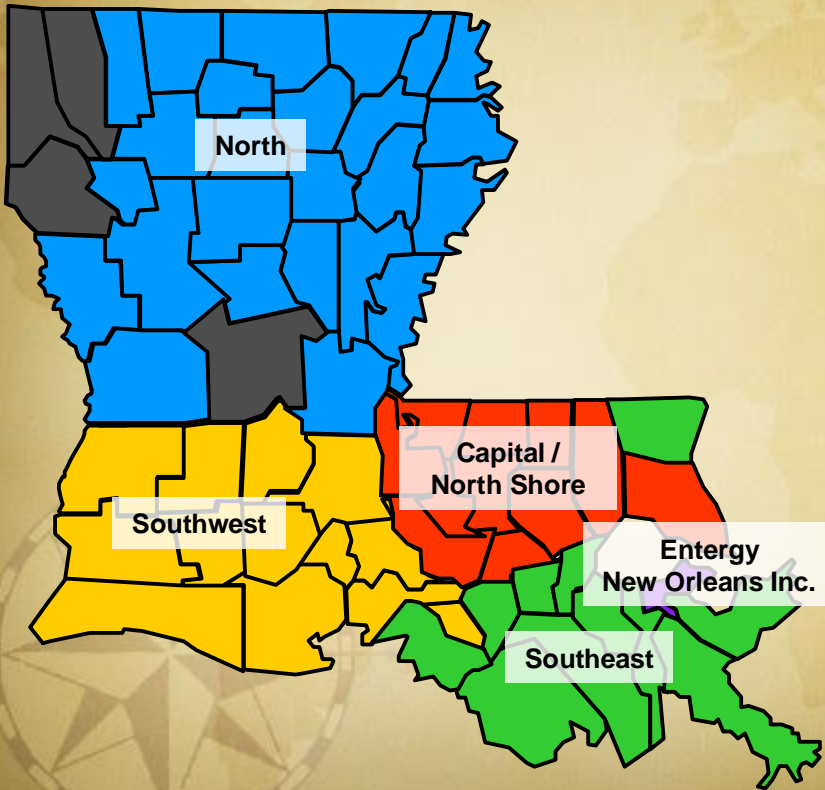 North
Capital /
North Shore
Southwest
Entergy
New Orleans Inc.
Southeast